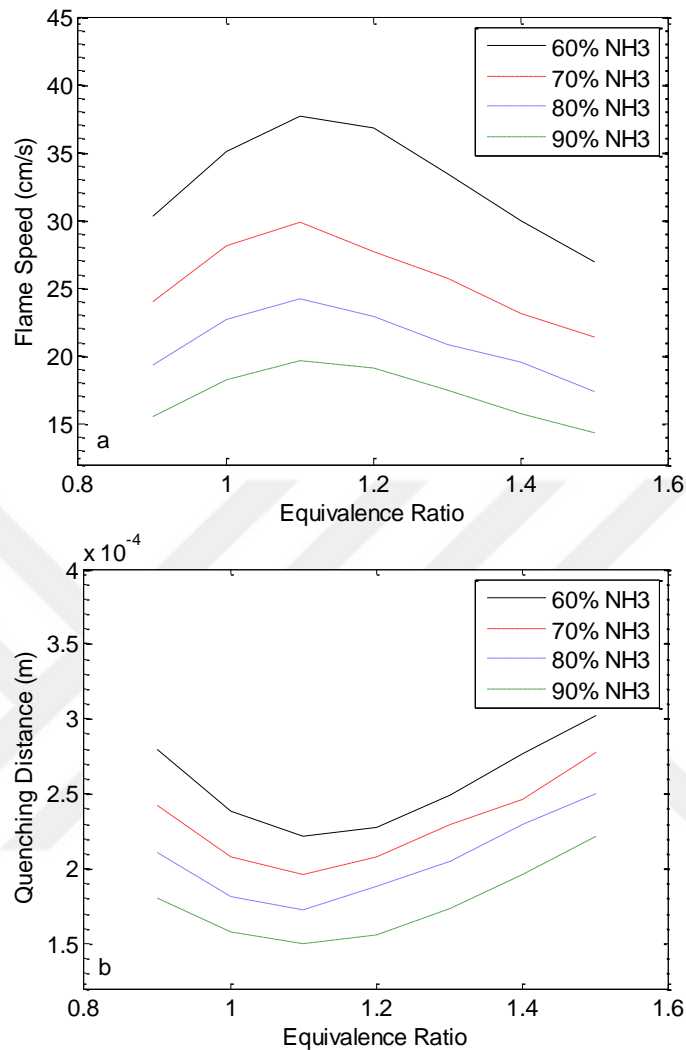 45
40
35
30
25
20
15
Flame Speed (cm/s)
60% NH3
70% NH3
80% NH3
90% NH3
a
0.8 1 1.2 1.4 1.6
Equivalence Ratio
x 10^-4
4
3.5
3
2.5
2
1.5
Quenching Distance (m)
60% NH3
70% NH3
80% NH3
90% NH3
b
0.8 1 1.2 1.4 1.6
Equivalence Ratio